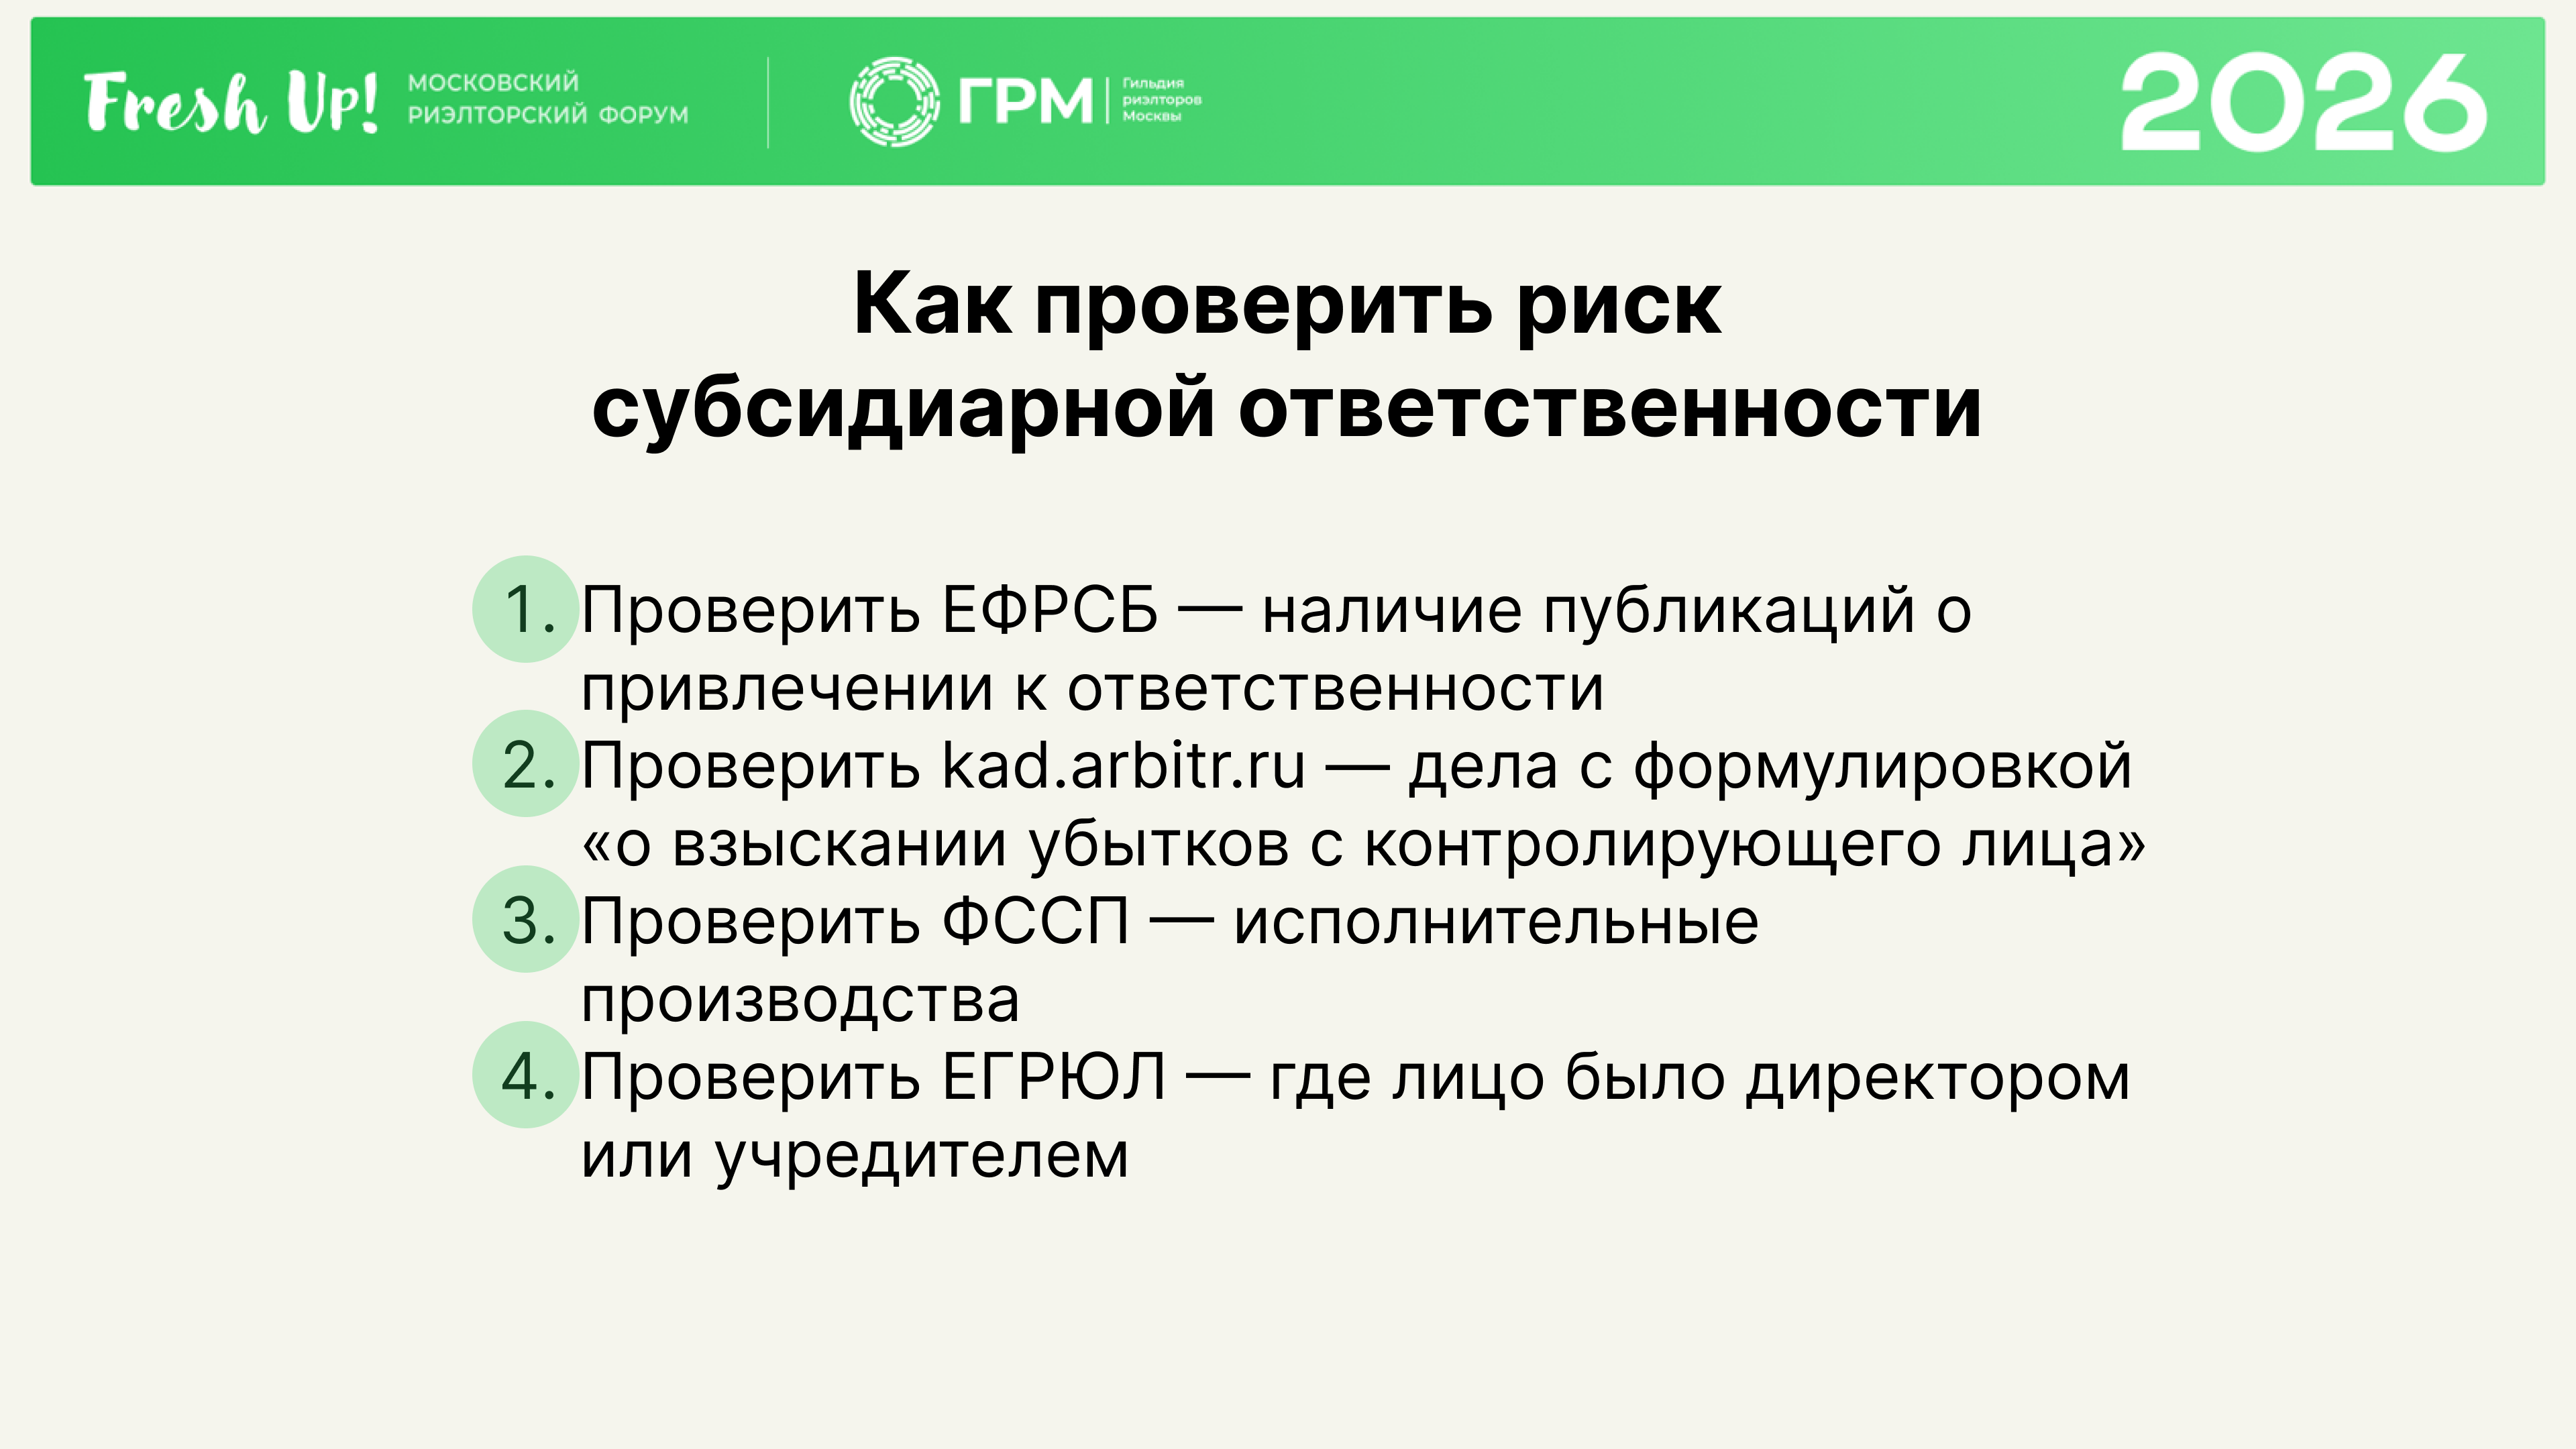 Fresh Up!
МОСКОВСКИЙ
РИЭЛТОРСКИЙ ФОРУМ
ГРМ
Гильдия
риэлторов
Москвы
2026
Как проверить риск
субсидиарной ответственности
1. Проверить ЕФРСБ — наличие публикаций о
привлечении к ответственности
2. Проверить kad.arbitr.ru — дела с формулировкой
«о взыскании убытков с контролирующего лица»
3. Проверить ФССП — исполнительные
производства
4. Проверить ЕГРЮЛ — где лицо было директором
или учредителем